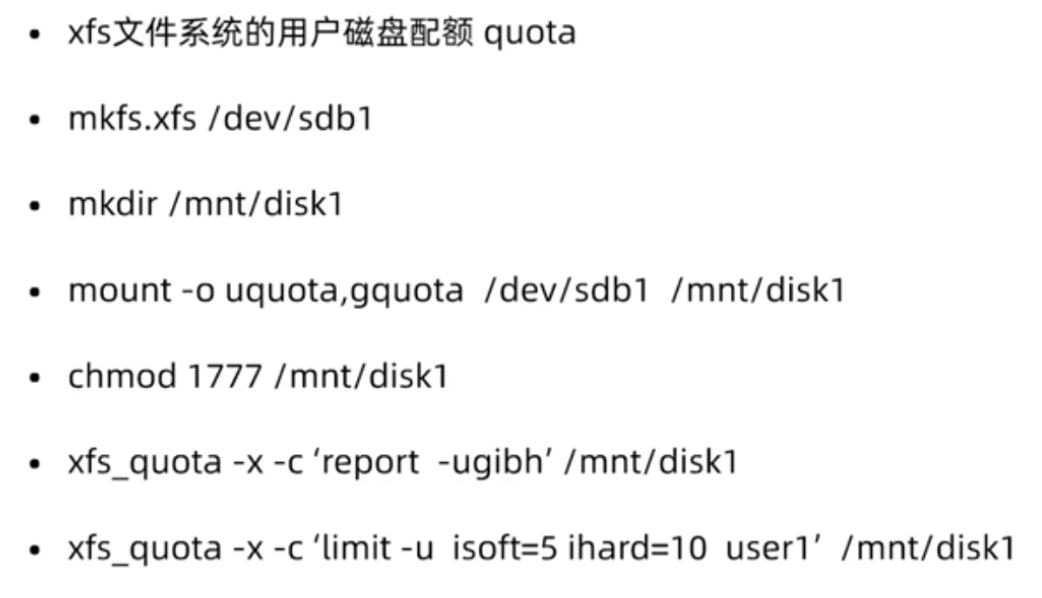 • xfs文件系统的用户磁盘配额 quota
• mkfs.xfs /dev/sdb1
• mkdir /mnt/disk1
• mount -o uquota,gquota  /dev/sdb1  /mnt/disk1
• chmod 1777 /mnt/disk1
• xfs_quota -x -c ‘report  -ugibh’ /mnt/disk1
• xfs_quota -x -c ‘limit -u  isoft=5 ihard=10  user1’  /mnt/disk1